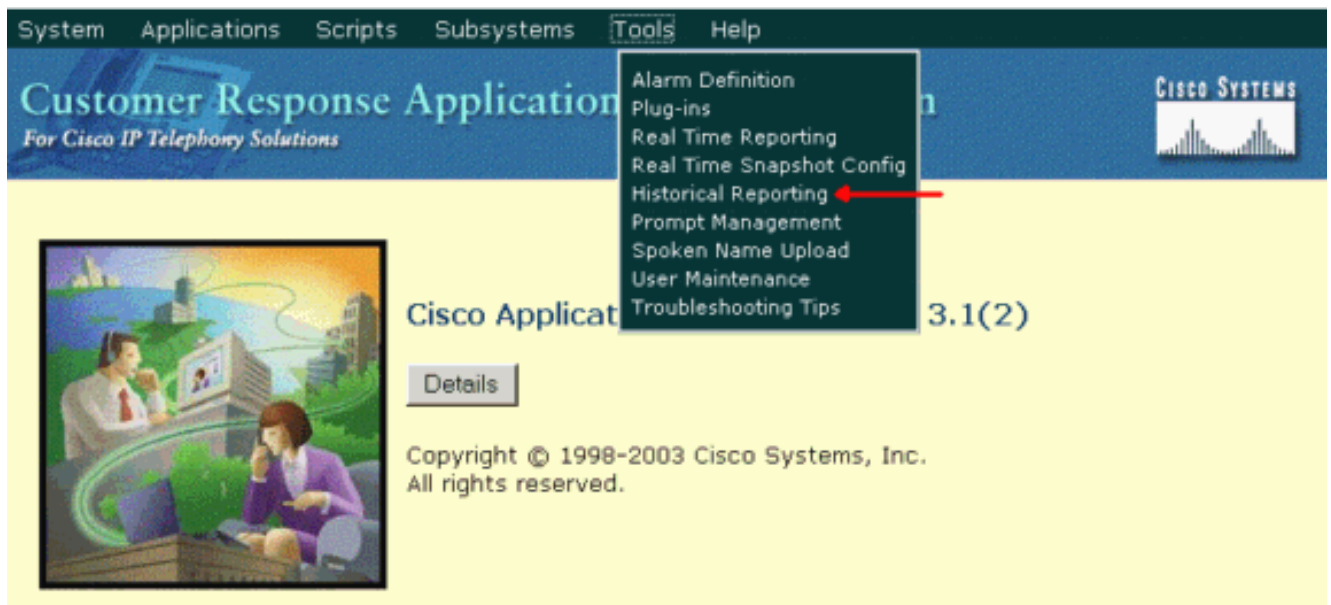 System Applications Scripts Subsystems Tools Help
Customer Response Application
For Cisco IP Telephony Solutions
CISCO SYSTEMS
Alarm Definition
Plug-ins
Real Time Reporting
Real Time Snapshot Config
Historical Reporting
Prompt Management
Spoken Name Upload
User Maintenance
Troubleshooting Tips
Cisco Applicat 3.1(2)
Details
Copyright © 1998-2003 Cisco Systems, Inc.
All rights reserved.